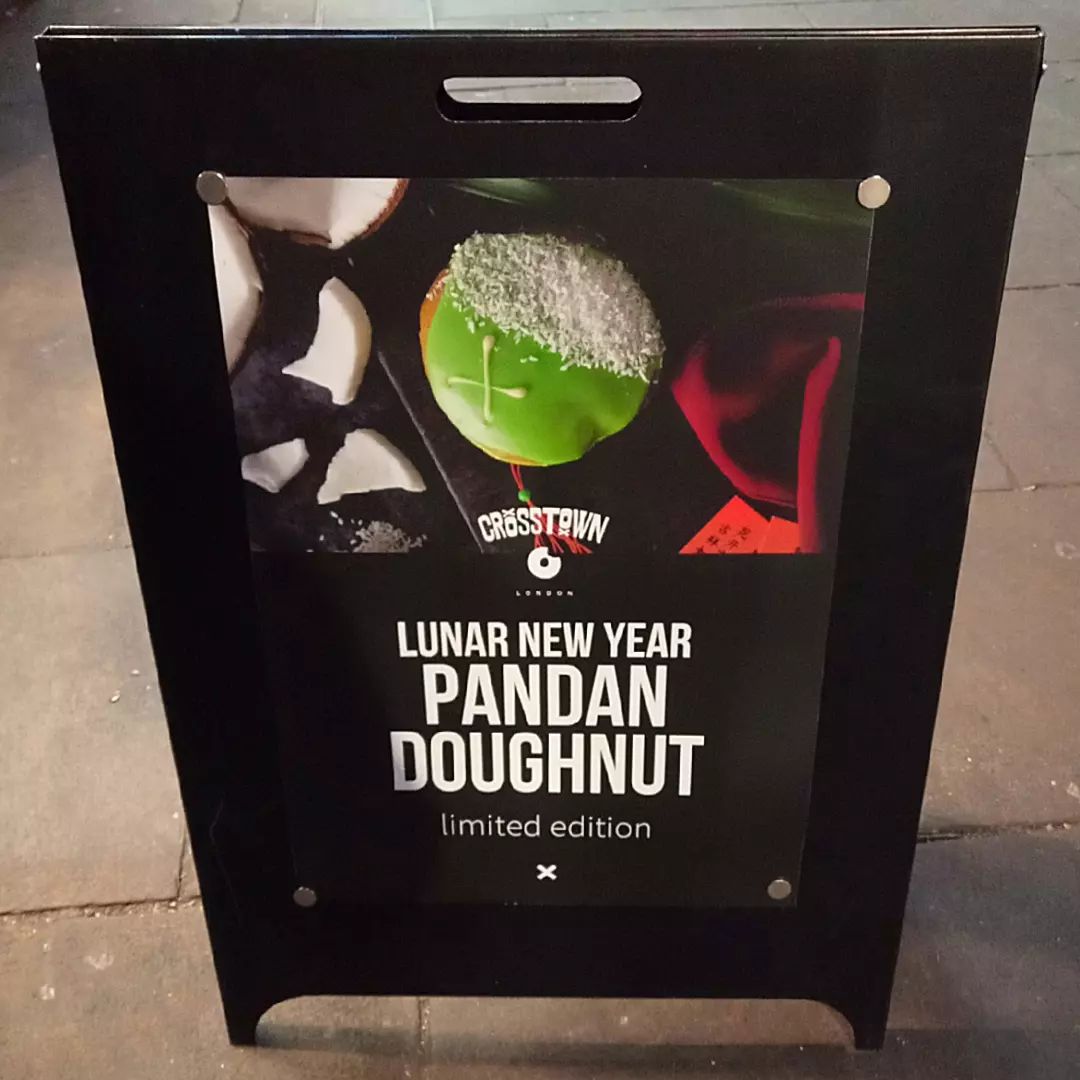 CROSSTOWN
LONDON
LUNAR NEW YEAR
PANDAN
DOUGHNUT
limited edition